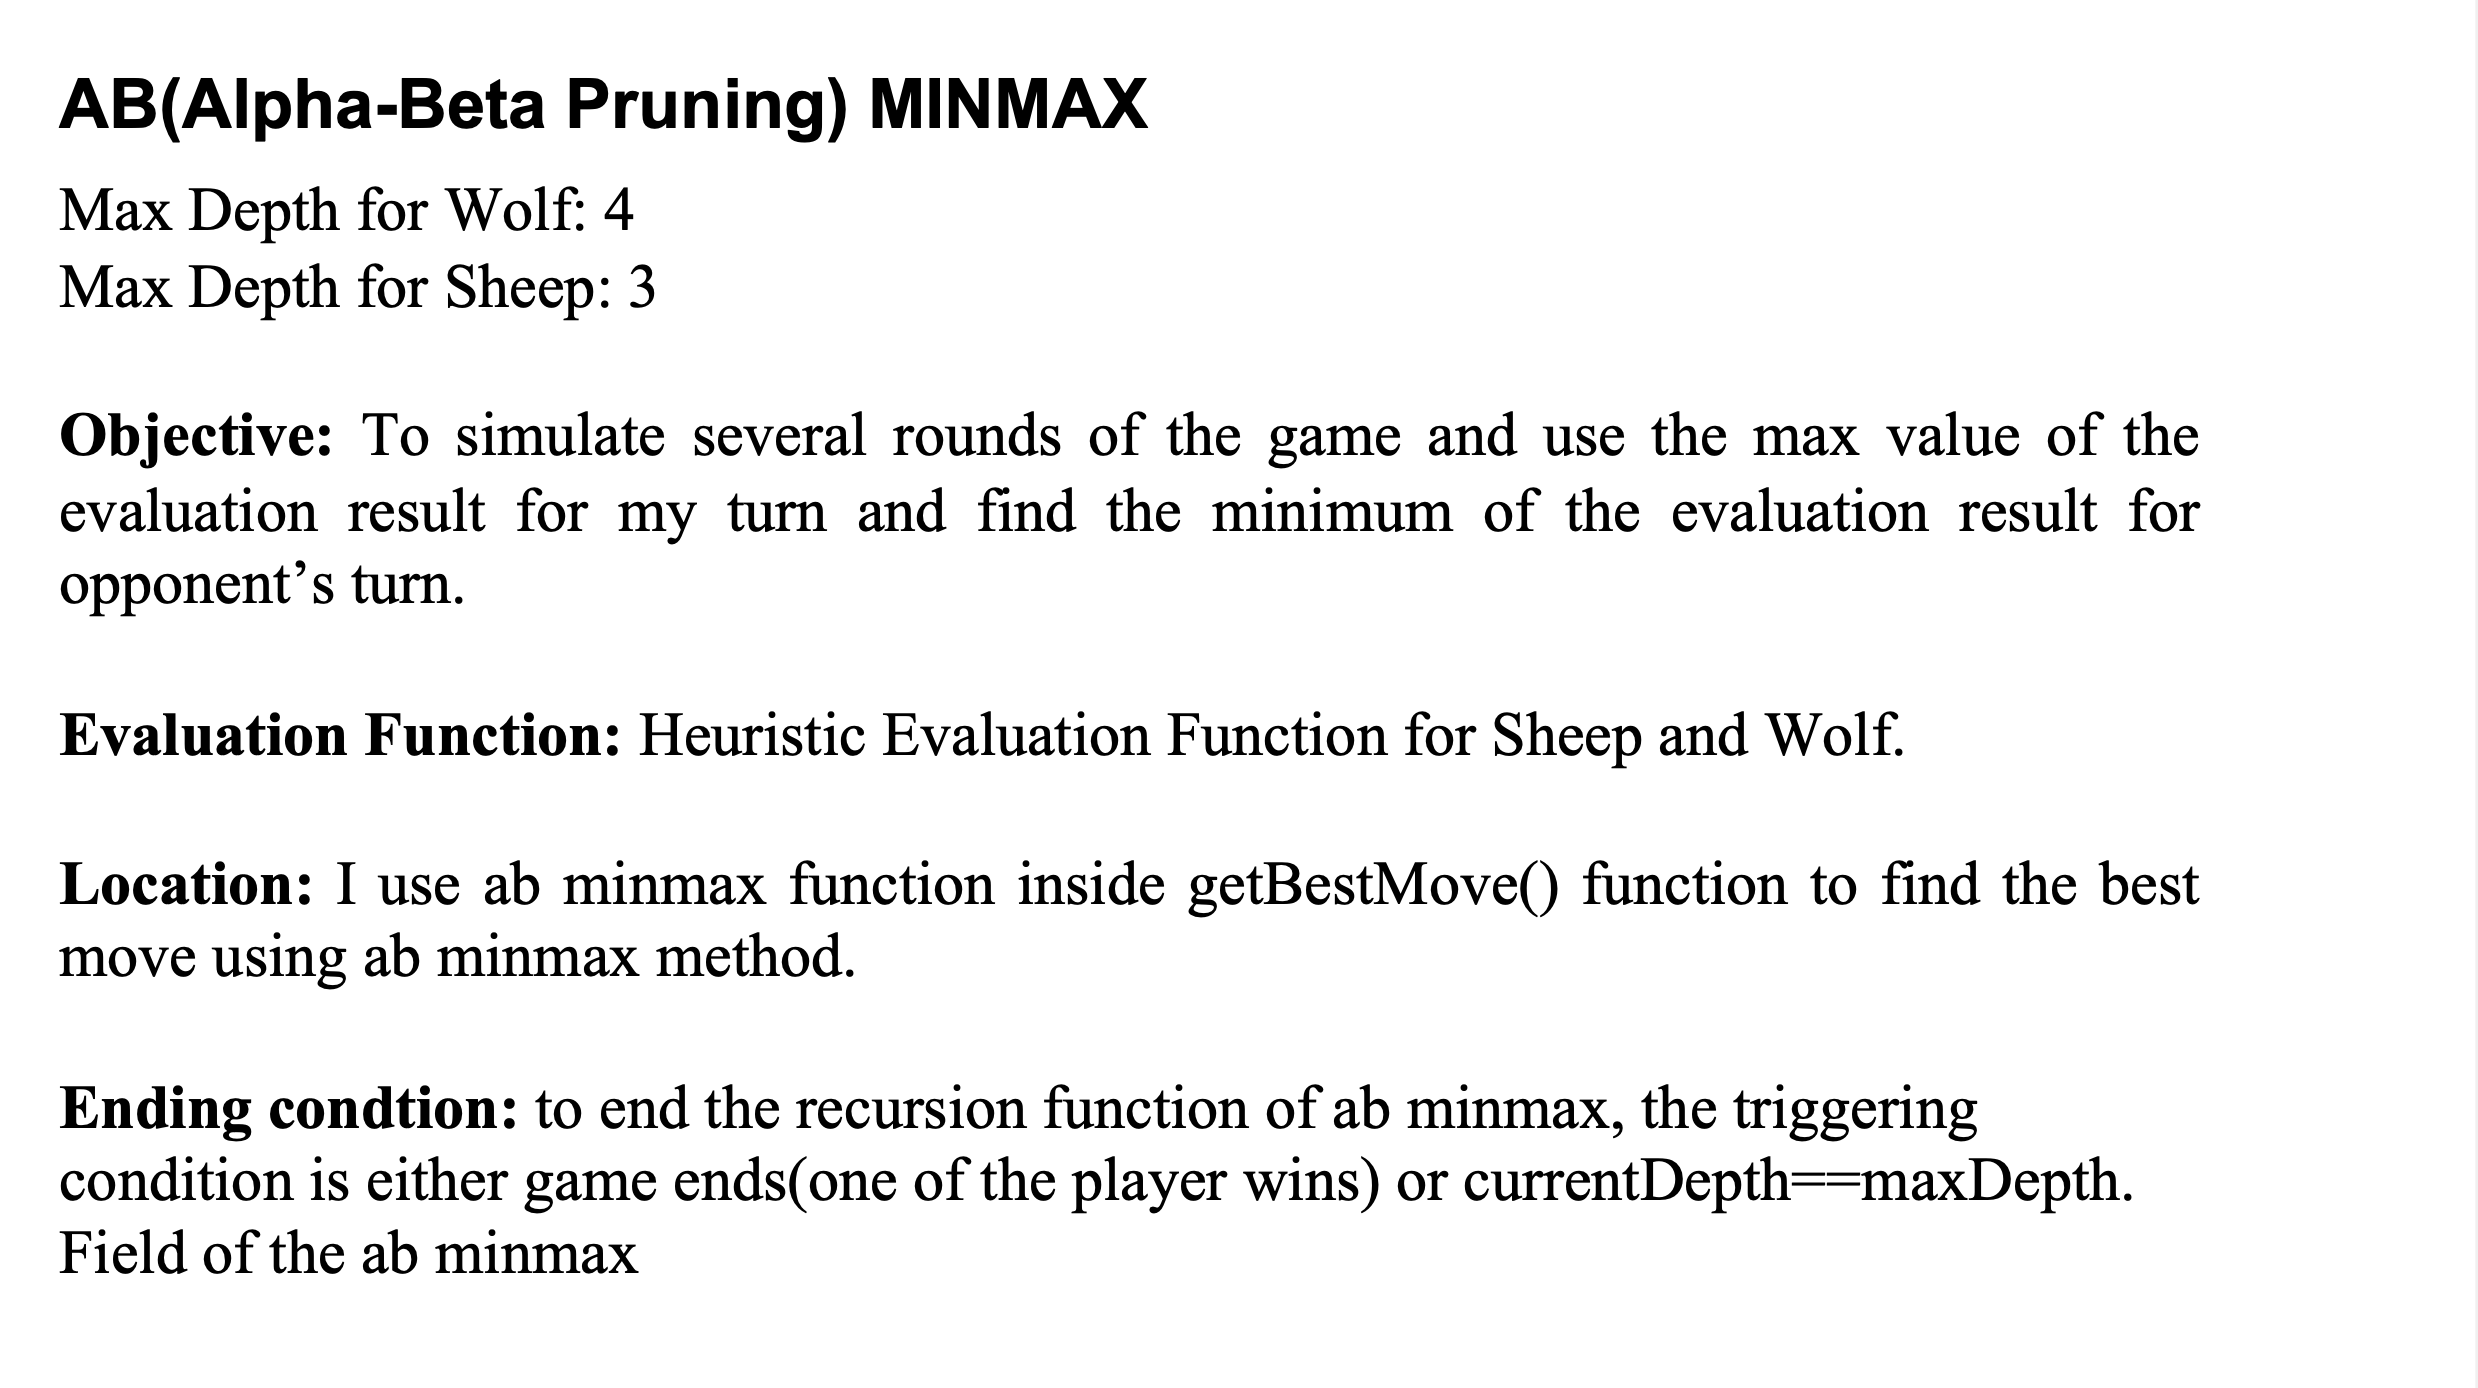 AB(Alpha-Beta Pruning) MINMAX
Max Depth for Wolf: 4
Max Depth for Sheep: 3
Objective: To simulate several rounds of the game and use the max value of the
evaluation result for my turn and find the minimum of the evaluation result for
opponent’s turn.
Evaluation Function: Heuristic Evaluation Function for Sheep and Wolf.
Location: I use ab minmax function inside getBestMove() function to find the best
move using ab minmax method.
Ending condtion: to end the recursion function of ab minmax, the triggering
condition is either game ends(one of the player wins) or currentDepth==maxDepth.
Field of the ab minmax